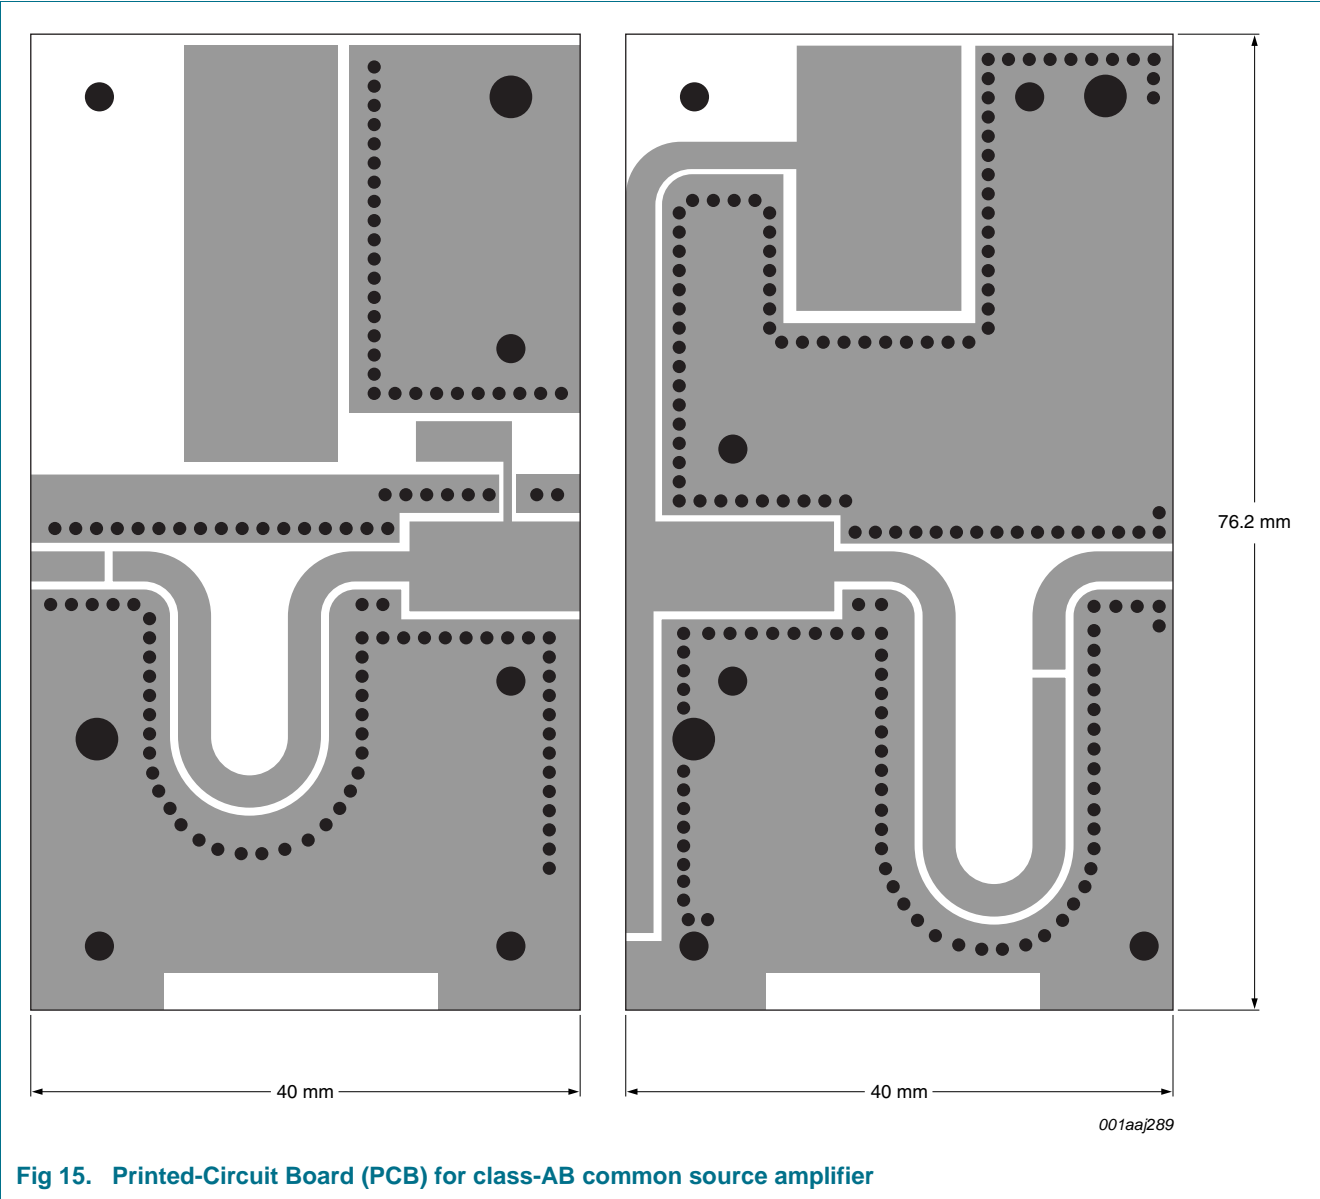 76.2 mm
40 mm
40 mm
001aaj289
Fig 15. Printed-Circuit Board (PCB) for class-AB common source amplifier